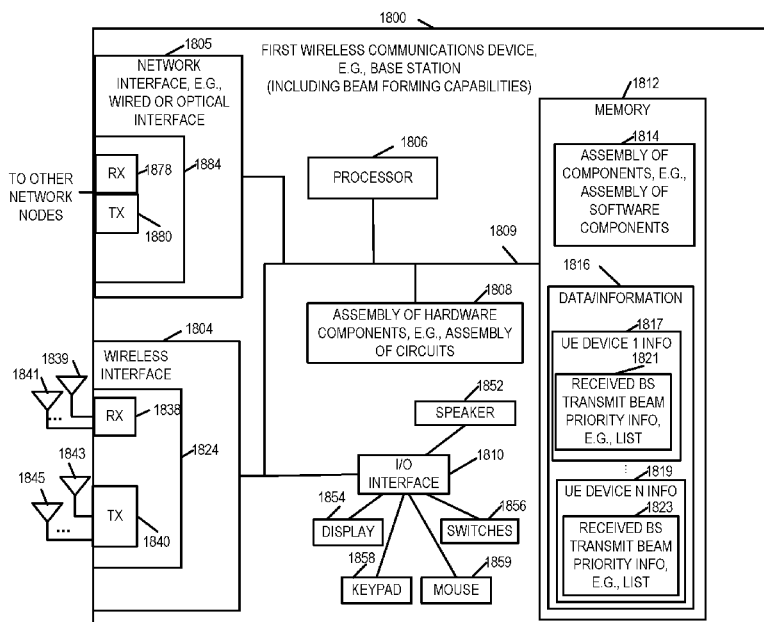 1800
1805
NETWORK
INTERFACE, E.G.,
WIRED OR OPTICAL
INTERFACE
FIRST WIRELESS COMMUNICATIONS DEVICE,
E.G., BASE STATION
(INCLUDING BEAM FORMING CAPABILITIES)
1812
MEMORY
1814
ASSEMBLY OF
COMPONENTS, E.G.,
ASSEMBLY OF
SOFTWARE
COMPONENTS
1884
RX
1878
TX
1880
TO OTHER
NETWORK
NODES
1806
PROCESSOR
1809
1808
ASSEMBLY OF HARDWARE
COMPONENTS, E.G., ASSEMBLY
OF CIRCUITS
1816
DATA/INFORMATION
1817
UE DEVICE 1 INFO
1821
RECEIVED BS
TRANSMIT BEAM
PRIORITY INFO,
E.G., LIST
1819
UE DEVICE N INFO
1823
RECEIVED BS
TRANSMIT BEAM
PRIORITY INFO,
E.G., LIST
1804
WIRELESS
INTERFACE
1839
1841
...
RX
1838
1824
1843
1845
...
TX
1840
1852
SPEAKER
I/O
INTERFACE
1810
1854
DISPLAY
1856
SWITCHES
1858
KEYPAD
1859
MOUSE